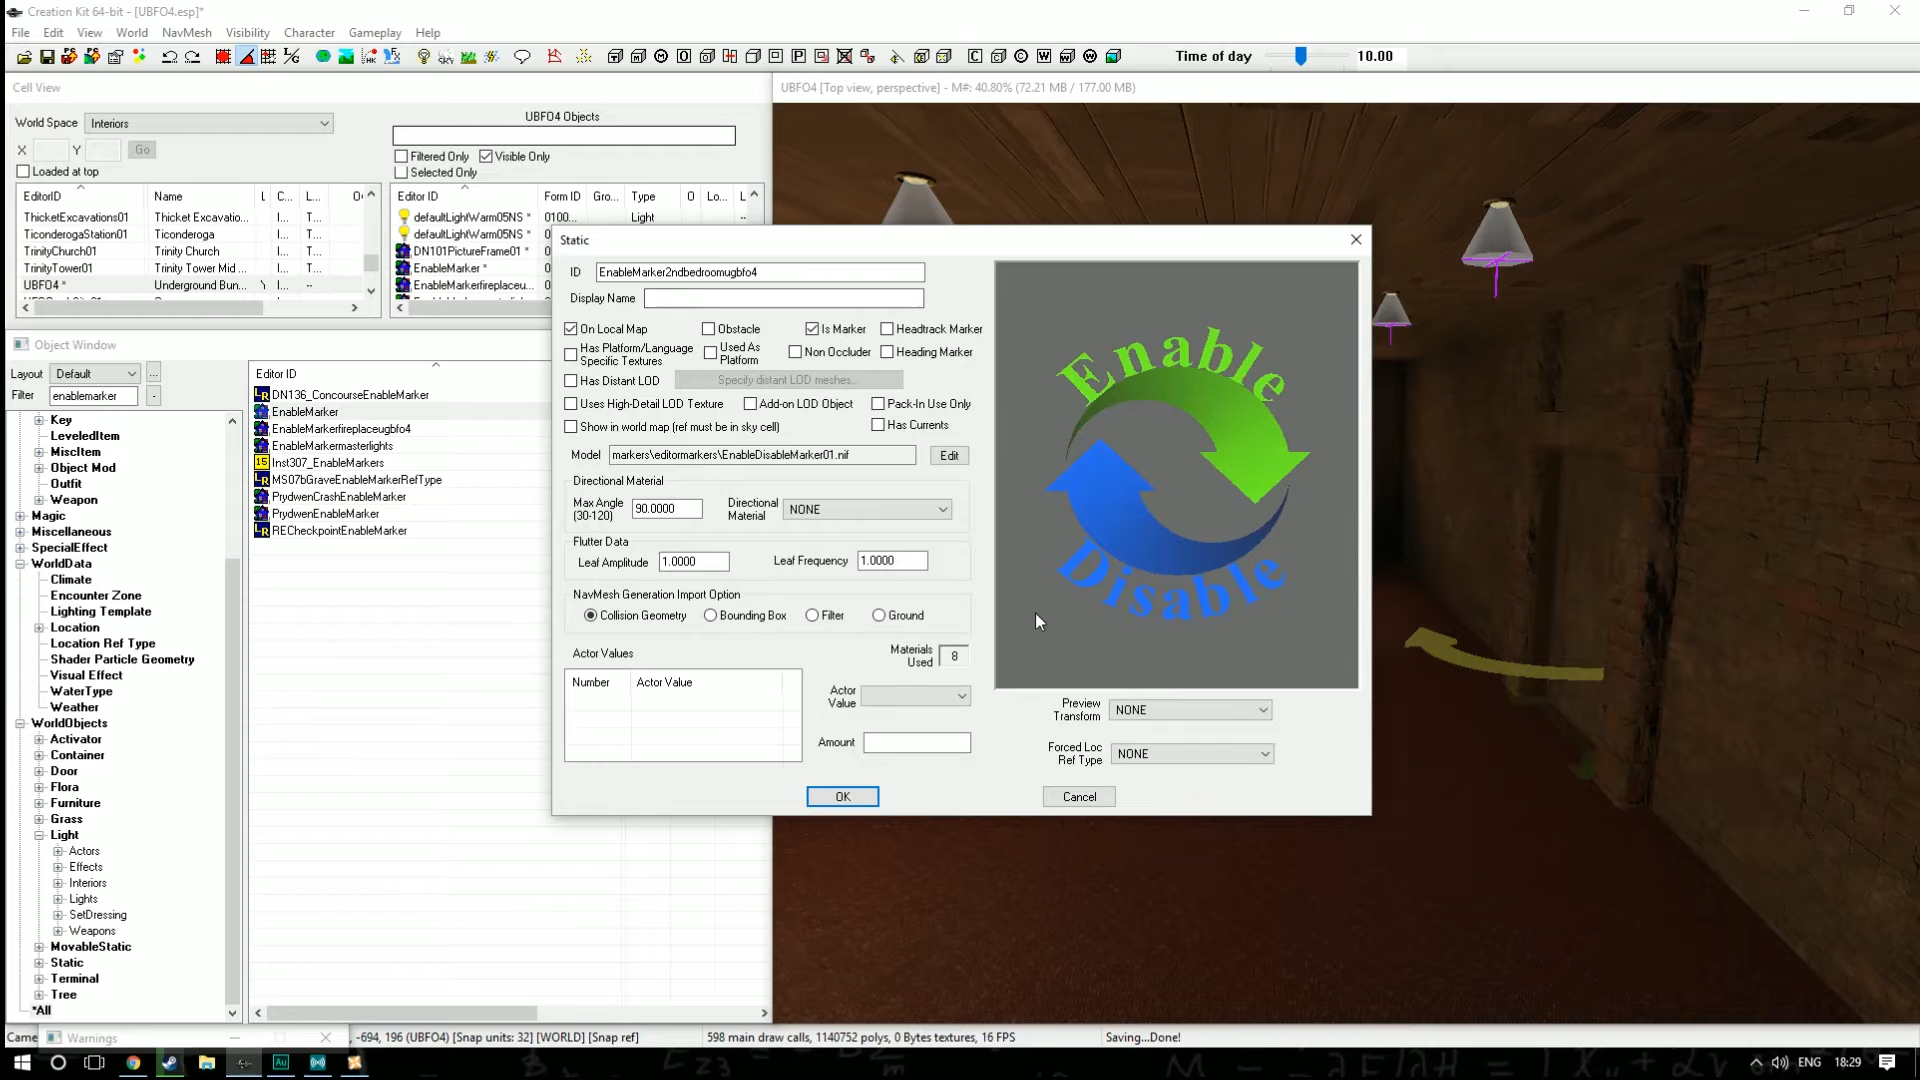 Creation Kit 64-bit - [UBFO4.esp]*
File Edit View World NavMesh Visibility Character Gameplay Help
Time of day 10.00
Cell View
UBFO4 [Top view, perspective] - M#: 40.80% (72.21 MB / 177.00 MB)
World Space Interiors
X Y Go
Loaded at top
UBFO4 Objects
Filtered Only Visible Only
Selected Only
EditorID Name L C... L...
ThicketExcavations01 Thicket Excavatio... I... T...
TiconderogaStation01 Ticonderoga I... T...
TrinityChurch01 Trinity Church I... T...
TrinityTower01 Trinity Tower Mid ... I... T...
UBFO4 * Underground Bun... Y I... --
Editor ID Form ID Gro... Type O Lo... L
defaultLightWarm05NS * 0100... Light --
defaultLightWarm05NS *
DN101PictureFrame01 *
EnableMarker *
EnableMarkerfireplaceu...
Object Window
Layout Default ...
Filter enablemarker -
Key
LeveledItem
MiscItem
Object Mod
Outfit
Weapon
Magic
Miscellaneous
SpecialEffect
WorldData
Climate
Encounter Zone
Lighting Template
Location
Location Ref Type
Shader Particle Geometry
Visual Effect
WaterType
Weather
WorldObjects
Activator
Container
Door
Flora
Furniture
Grass
Light
Actors
Effects
Interiors
Lights
SetDressing
Weapons
MovableStatic
Static
Terminal
Tree
*All
Editor ID
DN136_ConcourseEnableMarker
EnableMarker
EnableMarkerfireplaceugbfo4
EnableMarkermasterlights
Inst307_EnableMarkers
MS07bGraveEnableMarkerRefType
PrydwenCrashEnableMarker
PrydwenEnableMarker
RECheckpointEnableMarker
Static
ID EnableMarker2ndbedroomugbfo4
Display Name
On Local Map Obstacle Is Marker Headtrack Marker
Has Platform/Language Specific Textures Used As Platform Non Occluder Heading Marker
Has Distant LOD Specify distant LOD meshes...
Uses High-Detail LOD Texture Add-on LOD Object Pack-In Use Only
Show in world map (ref must be in sky cell) Has Currents
Model markers\editormarkers\EnableDisableMarker01.nif Edit
Directional Material
Max Angle (30-120) 90.0000 Directional Material NONE
Flutter Data
Leaf Amplitude 1.0000 Leaf Frequency 1.0000
NavMesh Generation Import Option
Collision Geometry Bounding Box Filter Ground
Actor Values Materials Used 8
Number Actor Value
Actor Value
Amount
Enable
Disable
Preview Transform NONE
Forced Loc Ref Type NONE
OK Cancel
Came
Warnings
, -694, 196 (UBFO4) [Snap units: 32] [WORLD] [Snap ref]
598 main draw calls, 1140752 polys, 0 Bytes textures, 16 FPS
Saving...Done!
ENG 18:29